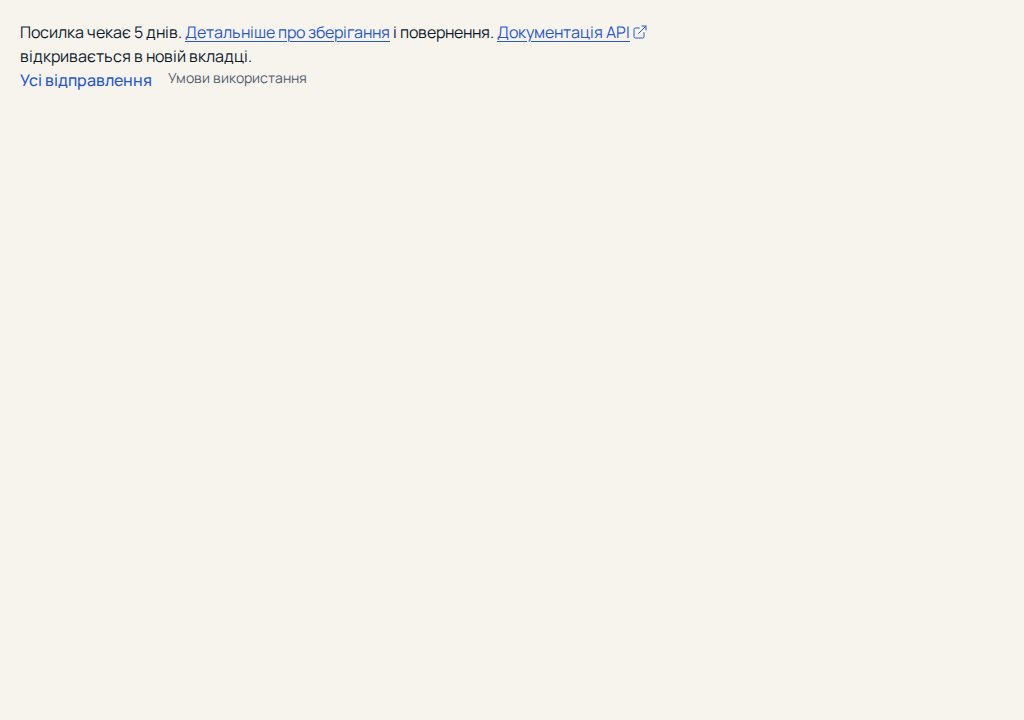 Посилка чекає 5 днів. Детальніше про зберігання і повернення. Документація API
відкривається в новій вкладці.
Усі відправлення Умови використання